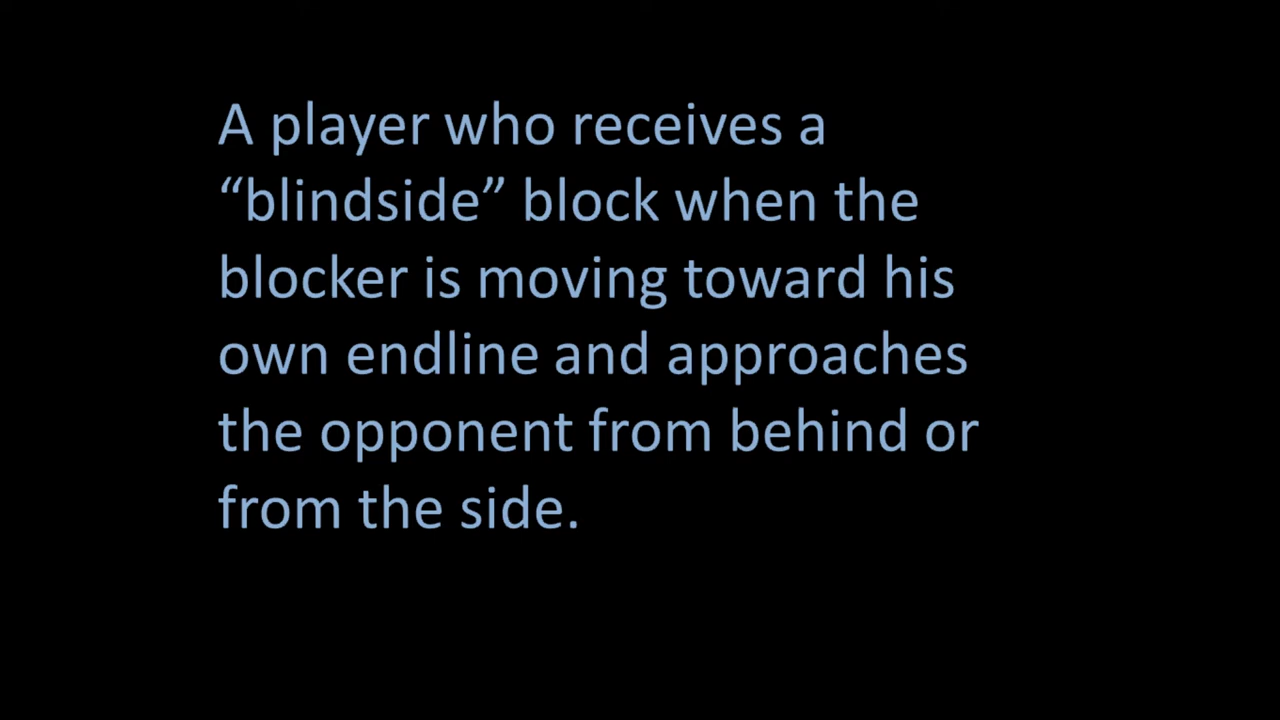 A player who receives a
“blindside” block when the
blocker is moving toward his
own endline and approaches
the opponent from behind or
from the side.